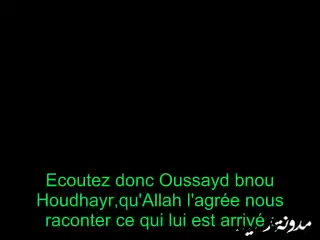 Ecoutez donc Oussayd bnou
Houdhayr,qu'Allah l'agrée nous
raconter ce qui lui est arrivé :
مدونة